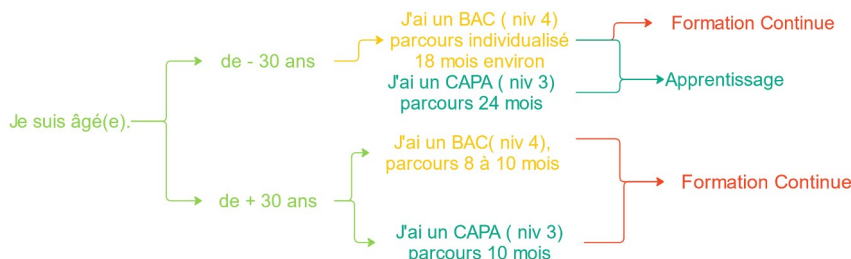 Je suis âgé(e).
de - 30 ans
J'ai un BAC ( niv 4)
parcours individualisé
18 mois environ
J'ai un CAPA ( niv 3)
parcours 24 mois
Formation Continue
Apprentissage
de + 30 ans
J'ai un BAC( niv 4),
parcours 8 à 10 mois
J'ai un CAPA ( niv 3)
parcours 10 mois
Formation Continue